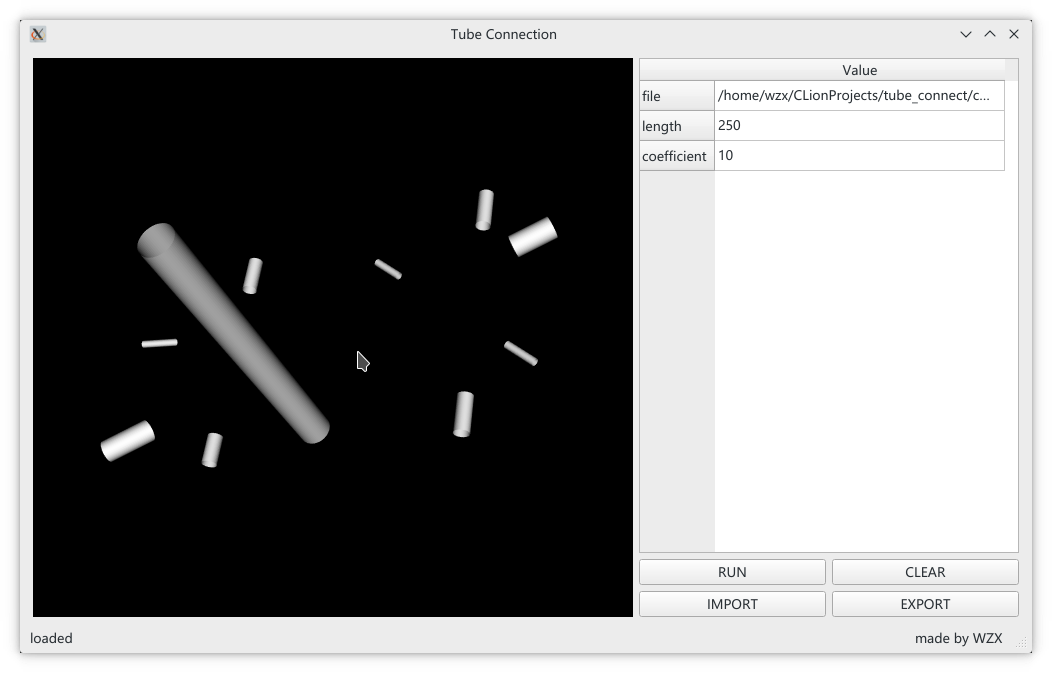 Tube Connection
Value
file /home/wzx/CLionProjects/tube_connect/c...
length 250
coefficient 10
RUN CLEAR
IMPORT EXPORT
loaded made by WZX